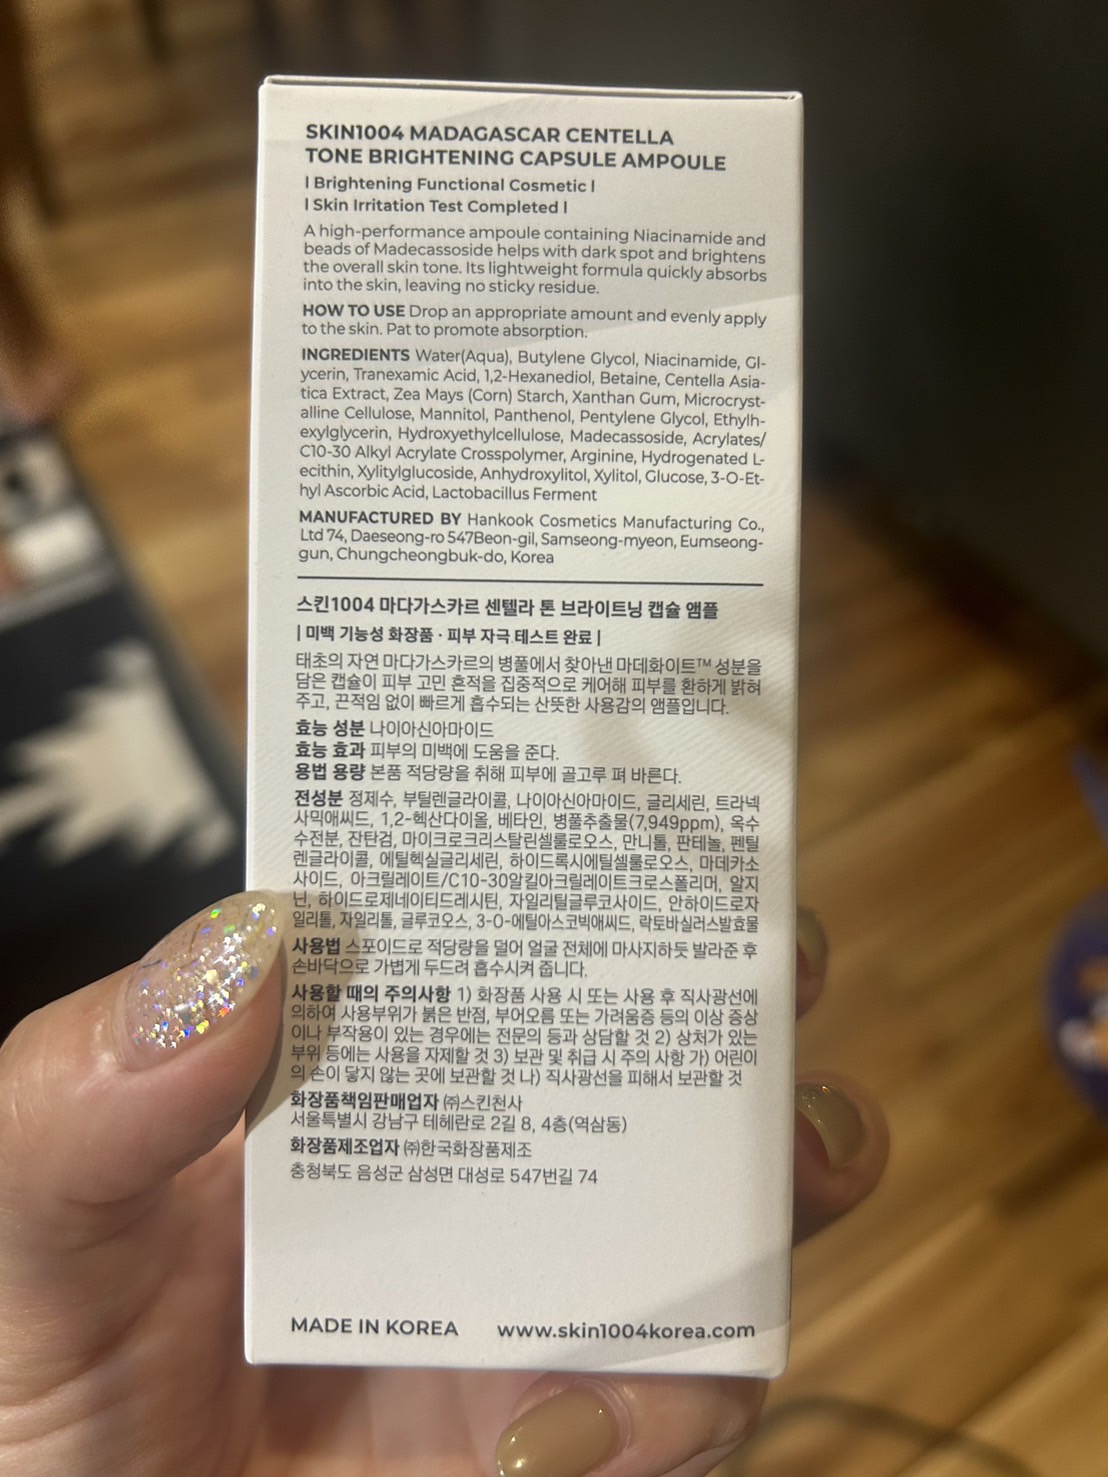 SKIN1004 MADAGASCAR CENTELLA
TONE BRIGHTENING CAPSULE AMPOULE
I Brightening Functional Cosmetic I
I Skin Irritation Test Completed I
A high-performance ampoule containing Niacinamide and
beads of Madecassoside helps with dark spot and brightens
the overall skin tone. Its lightweight formula quickly absorbs
into the skin, leaving no sticky residue.
HOW TO USE Drop an appropriate amount and evenly apply
to the skin. Pat to promote absorption.
INGREDIENTS Water(Aqua), Butylene Glycol, Niacinamide, Gl-
ycerin, Tranexamic Acid, 1,2-Hexanediol, Betaine, Centella Asia-
tica Extract, Zea Mays (Corn) Starch, Xanthan Gum, Microcryst-
alline Cellulose, Mannitol, Panthenol, Pentylene Glycol, Ethylh-
exylglycerin, Hydroxyethylcellulose, Madecassoside, Acrylates/
C10-30 Alkyl Acrylate Crosspolymer, Arginine, Hydrogenated L-
ecithin, Xylitylglucoside, Anhydroxylitol, Xylitol, Glucose, 3-O-Et-
hyl Ascorbic Acid, Lactobacillus Ferment
MANUFACTURED BY Hankook Cosmetics Manufacturing Co.,
Ltd 74, Daeseong-ro 547Beon-gil, Samseong-myeon, Eumseong-
gun, Chungcheongbuk-do, Korea
스킨1004 마다가스카르 센텔라 톤 브라이트닝 캡슐 앰플
| 미백 기능성 화장품 · 피부 자극 테스트 완료 |
태초의 자연 마다가스카르의 병풀에서 찾아낸 마데화이트™ 성분을
담은 캡슐이 피부 고민 흔적을 집중적으로 케어해 피부를 환하게 밝혀
주고, 끈적임 없이 빠르게 흡수되는 산뜻한 사용감의 앰플입니다.
효능 성분 나이아신아마이드
효능 효과 피부의 미백에 도움을 준다.
용법 용량 본품 적당량을 취해 피부에 골고루 펴 바른다.
전성분 정제수, 부틸렌글라이콜, 나이아신아마이드, 글리세린, 트라넥
사믹애씨드, 1,2-헥산다이올, 베타인, 병풀추출물(7,949ppm), 옥수
수전분, 잔탄검, 마이크로크리스탈린셀룰로오스, 만니톨, 판테놀, 펜틸
렌글라이콜, 에틸헥실글리세린, 하이드록시에틸셀룰로오스, 마데카소
사이드, 아크릴레이트/C10-30알킬아크릴레이트크로스폴리머, 알지
닌, 하이드로제네이티드레시틴, 자일리틸글루코사이드, 안하이드로자
일리톨, 자일리톨, 글루코오스, 3-O-에틸아스코빅애씨드, 락토바실러스발효물
사용법 스포이드로 적당량을 덜어 얼굴 전체에 마사지하듯 발라준 후
손바닥으로 가볍게 두드려 흡수시켜 줍니다.
사용할 때의 주의사항 1) 화장품 사용 시 또는 사용 후 직사광선에
의하여 사용부위가 붉은 반점, 부어오름 또는 가려움증 등의 이상 증상
이나 부작용이 있는 경우에는 전문의 등과 상담할 것 2) 상처가 있는
부위 등에는 사용을 자제할 것 3) 보관 및 취급 시 주의 사항 가) 어린이
의 손이 닿지 않는 곳에 보관할 것 나) 직사광선을 피해서 보관할 것
화장품책임판매업자 ㈜스킨천사
서울특별시 강남구 테헤란로 2길 8, 4층(역삼동)
화장품제조업자 ㈜한국화장품제조
충청북도 음성군 삼성면 대성로 547번길 74
MADE IN KOREA www.skin1004korea.com